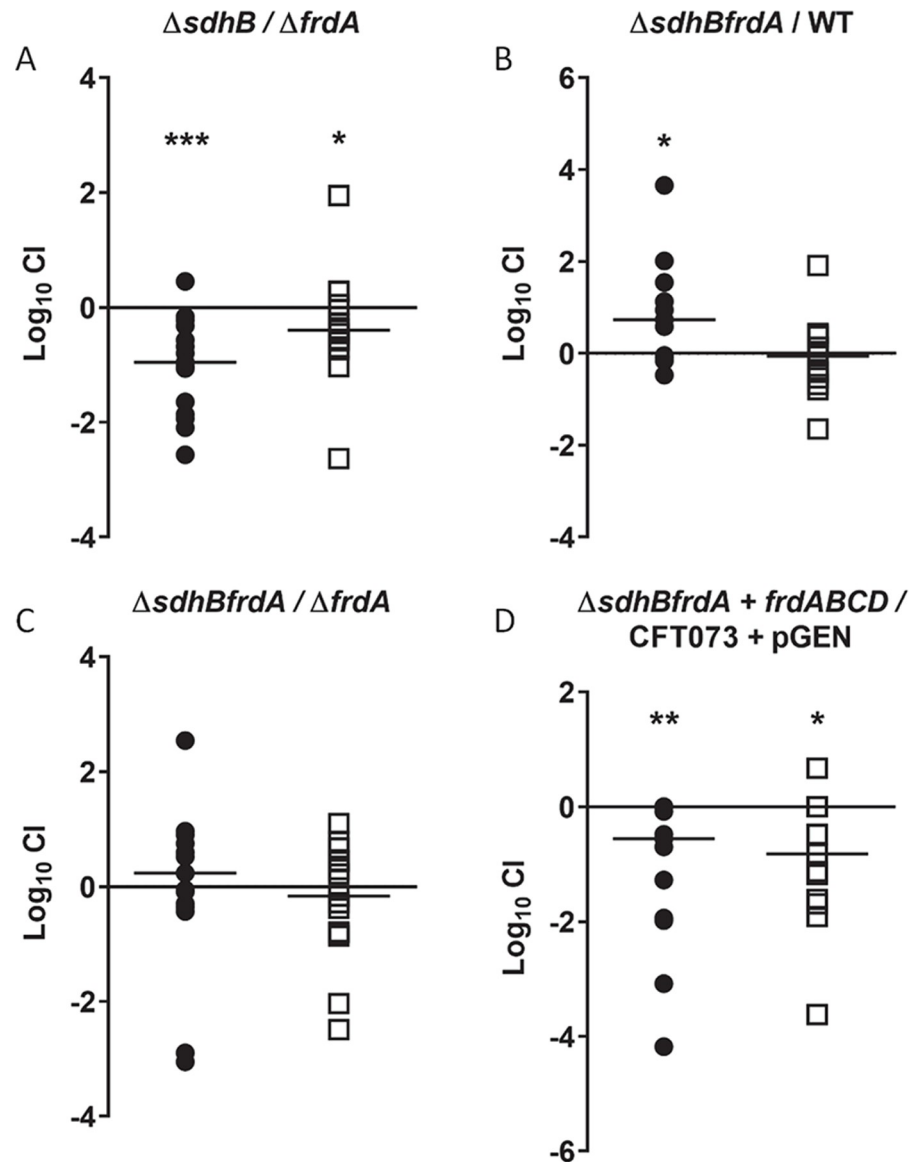 ΔsdhB / ΔfrdA
A
4
2
0
-2
-4
Log10 CI
***
*
ΔsdhBfrdA / WT
B
6
4
2
0
-2
-4
Log10 CI
*
ΔsdhBfrdA / ΔfrdA
C
4
2
0
-2
-4
Log10 CI
ΔsdhBfrdA + frdABCD /
CFT073 + pGEN
D
2
0
-2
-4
-6
Log10 CI
**
*